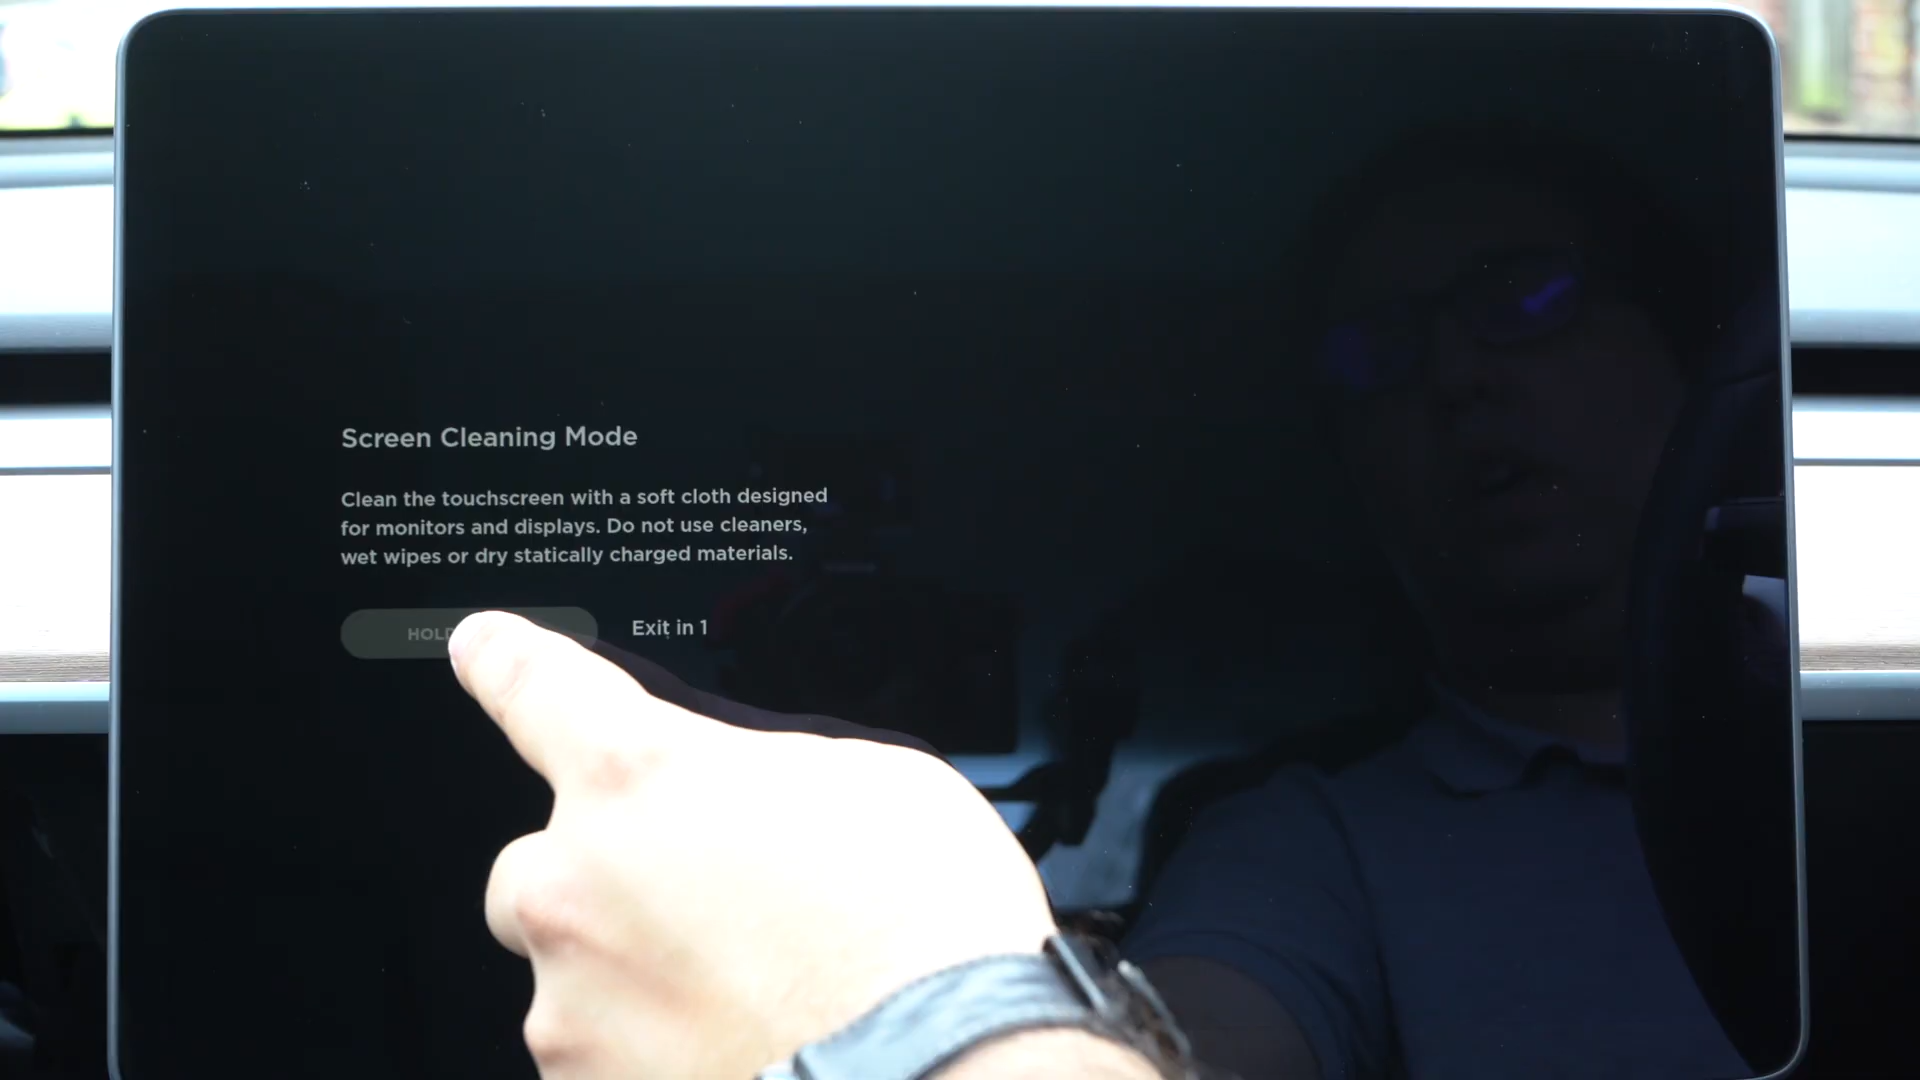 Screen Cleaning Mode
Clean the touchscreen with a soft cloth designed
for monitors and displays. Do not use cleaners,
wet wipes or dry statically charged materials.
HOLD
Exit in 1